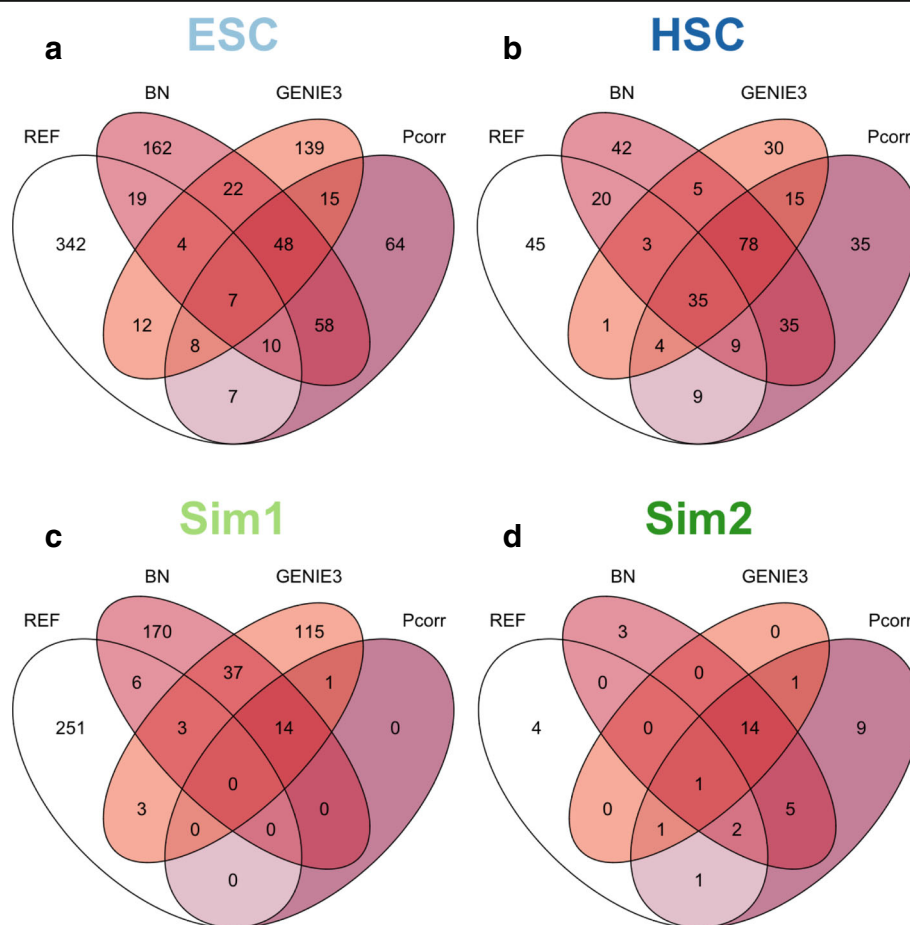 a ESC b HSC
BN GENIE3 BN GENIE3
REF Pcorr REF Pcorr
162 139 42 30
19 22 15 20 5 15
342 4 48 64 45 3 78 35
7 35
12 58 1 35
8 10 4 9
7 9
Sim1 Sim2
c d
BN GENIE3 BN GENIE3
REF Pcorr REF Pcorr
170 115 3 0
6 37 1 0 0 1
251 3 14 0 4 0 14 9
0 1
3 0 0 5
0 0 1 2
0 1